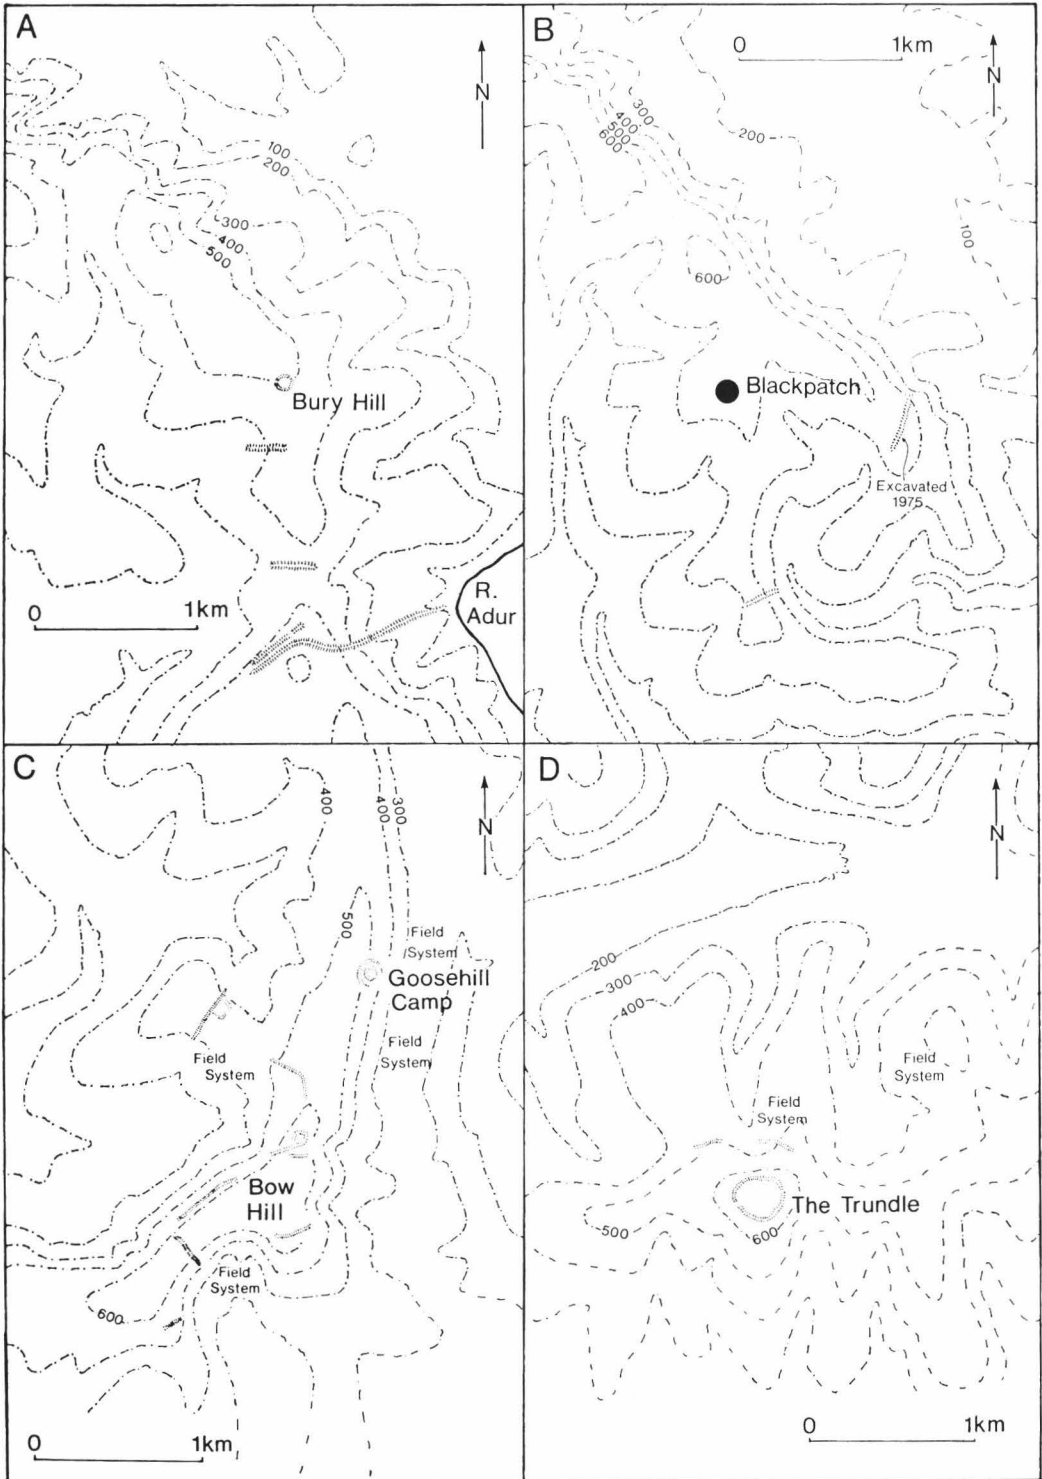 A
N
100
200
300
400
500
Bury Hill
0 1km
R.
Adur
B
0 1km
N
300
400
500
600
200
100
600
Blackpatch
Excavated
1975
C
N
400
400
300
500
Field
System
Goosehill
Camp
Field
System
Field
System
Bow
Hill
Field
System
600
0 1km
D
N
200
300
400
Field
System
Field
System
The Trundle
500
600
0 1km